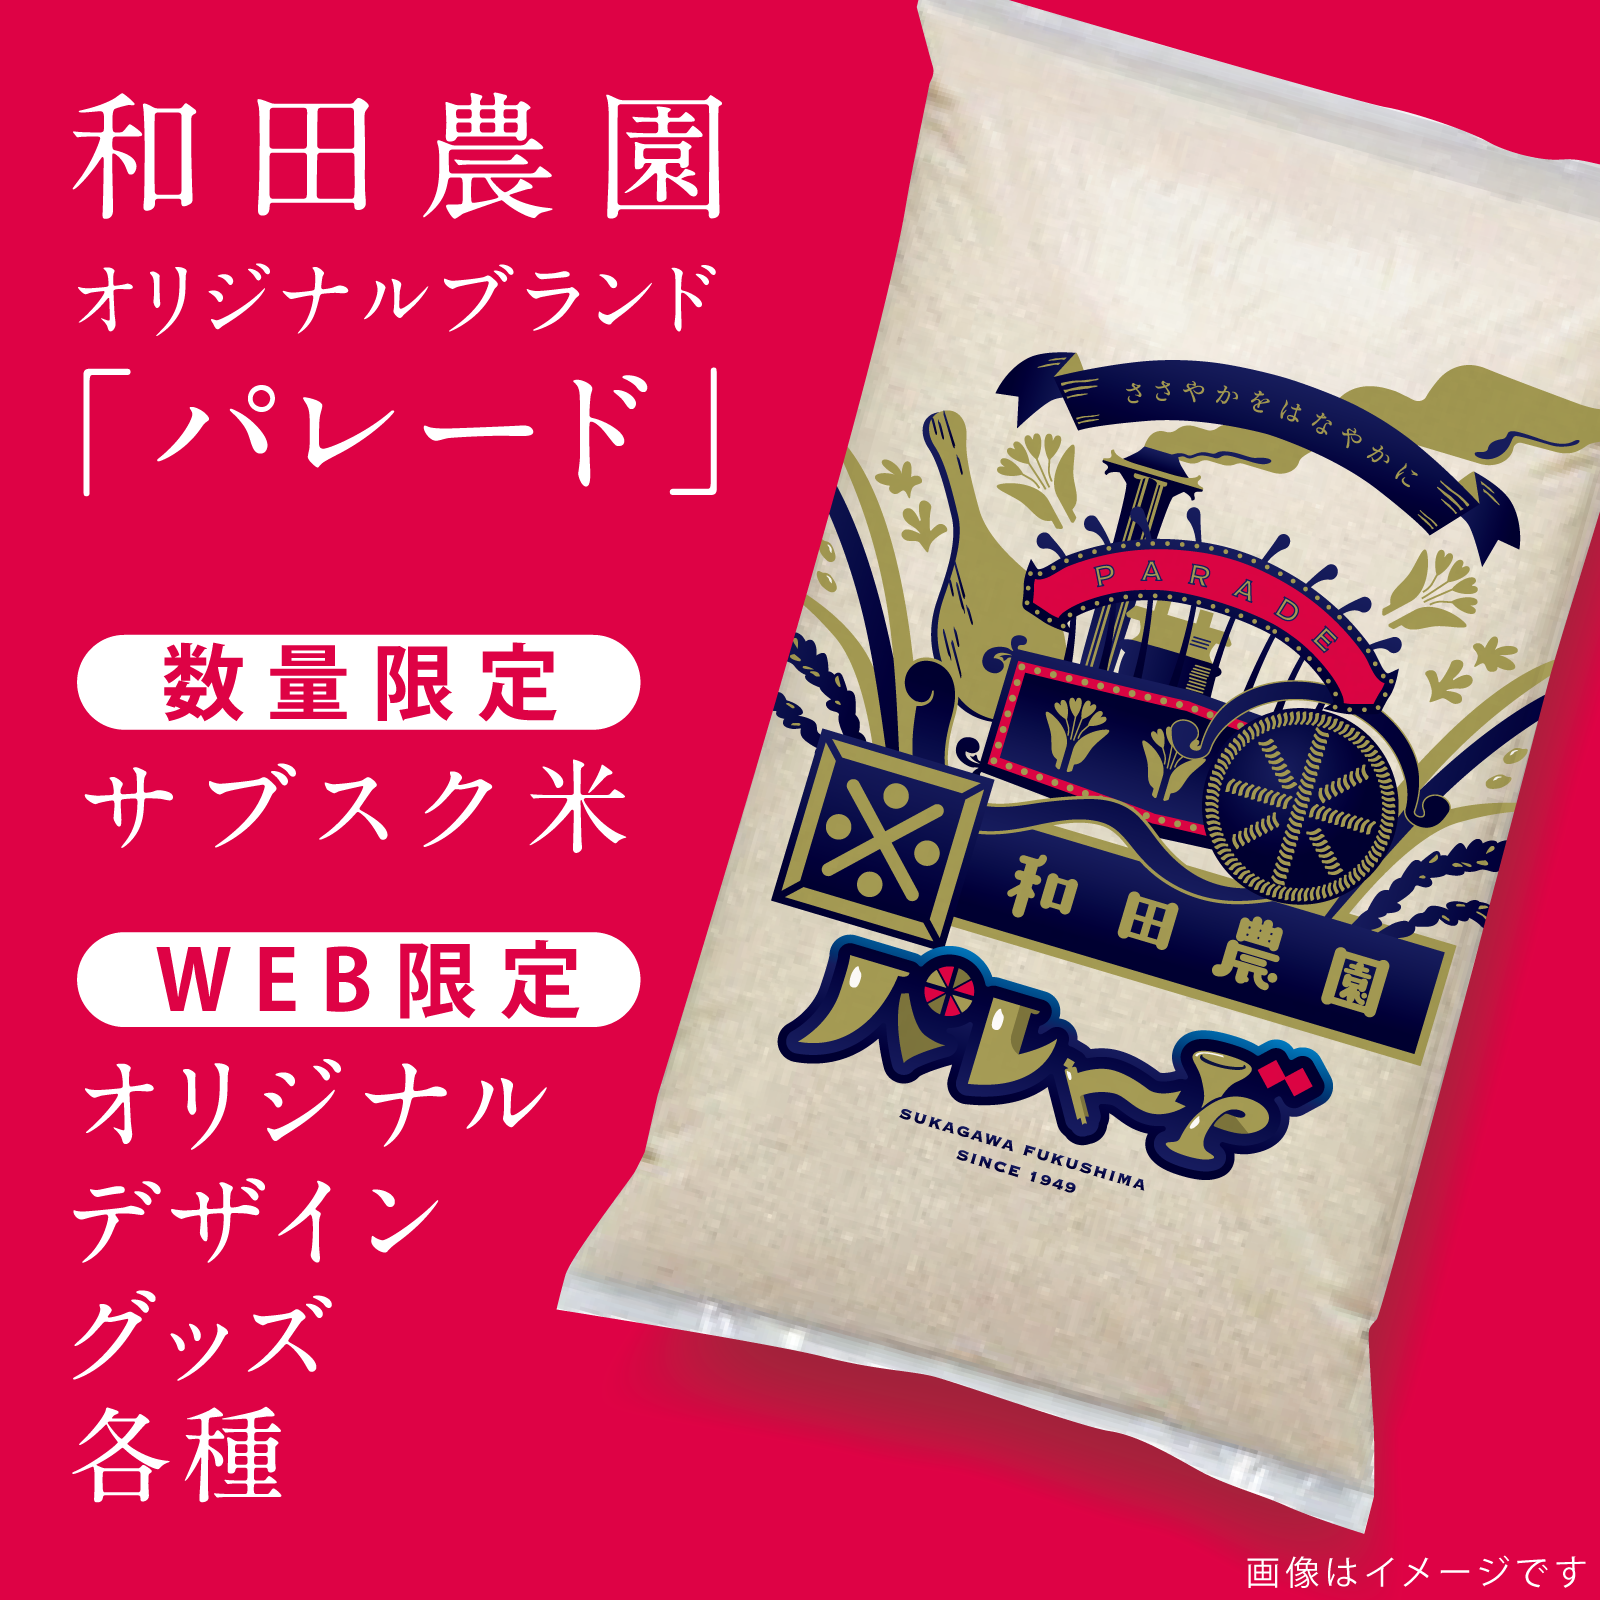 和田農園
オリジナルブランド
「パレード」
数量限定
サブスク米
WEB限定
オリジナル
デザイン
グッズ
各種
ささやかをはなやかに
PARADE
和田農園
パレード
SUKAGAWA FUKUSHIMA
SINCE 1949
画像はイメージです